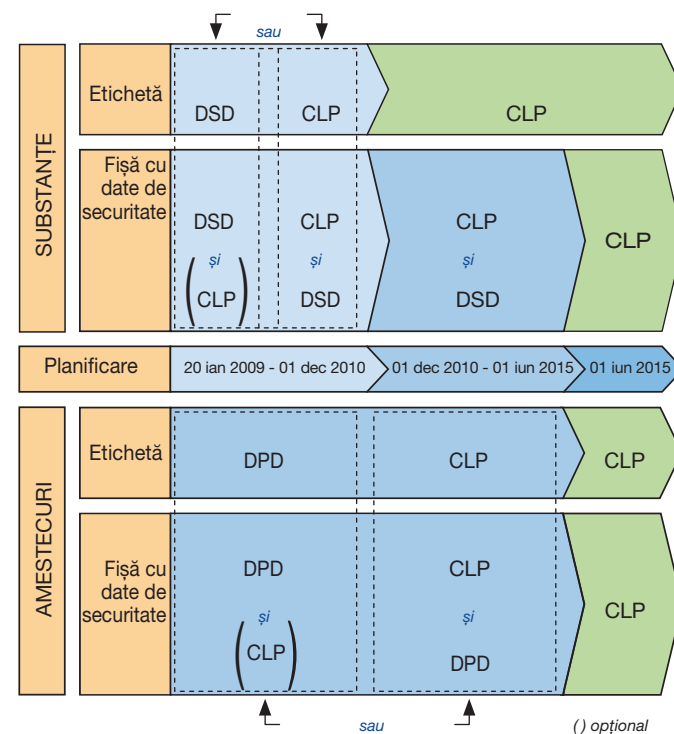 sau
SUBSTANȚE
Etichetă
DSD
CLP
CLP
Fișă cu
date de
securitate
DSD
și
(CLP)
CLP
și
DSD
CLP
și
DSD
CLP
Planificare
20 ian 2009 - 01 dec 2010
01 dec 2010 - 01 iun 2015
01 iun 2015
AMESTECURI
Etichetă
DPD
CLP
CLP
Fișă cu
date de
securitate
DPD
și
(CLP)
CLP
și
DPD
CLP
sau
( ) opțional